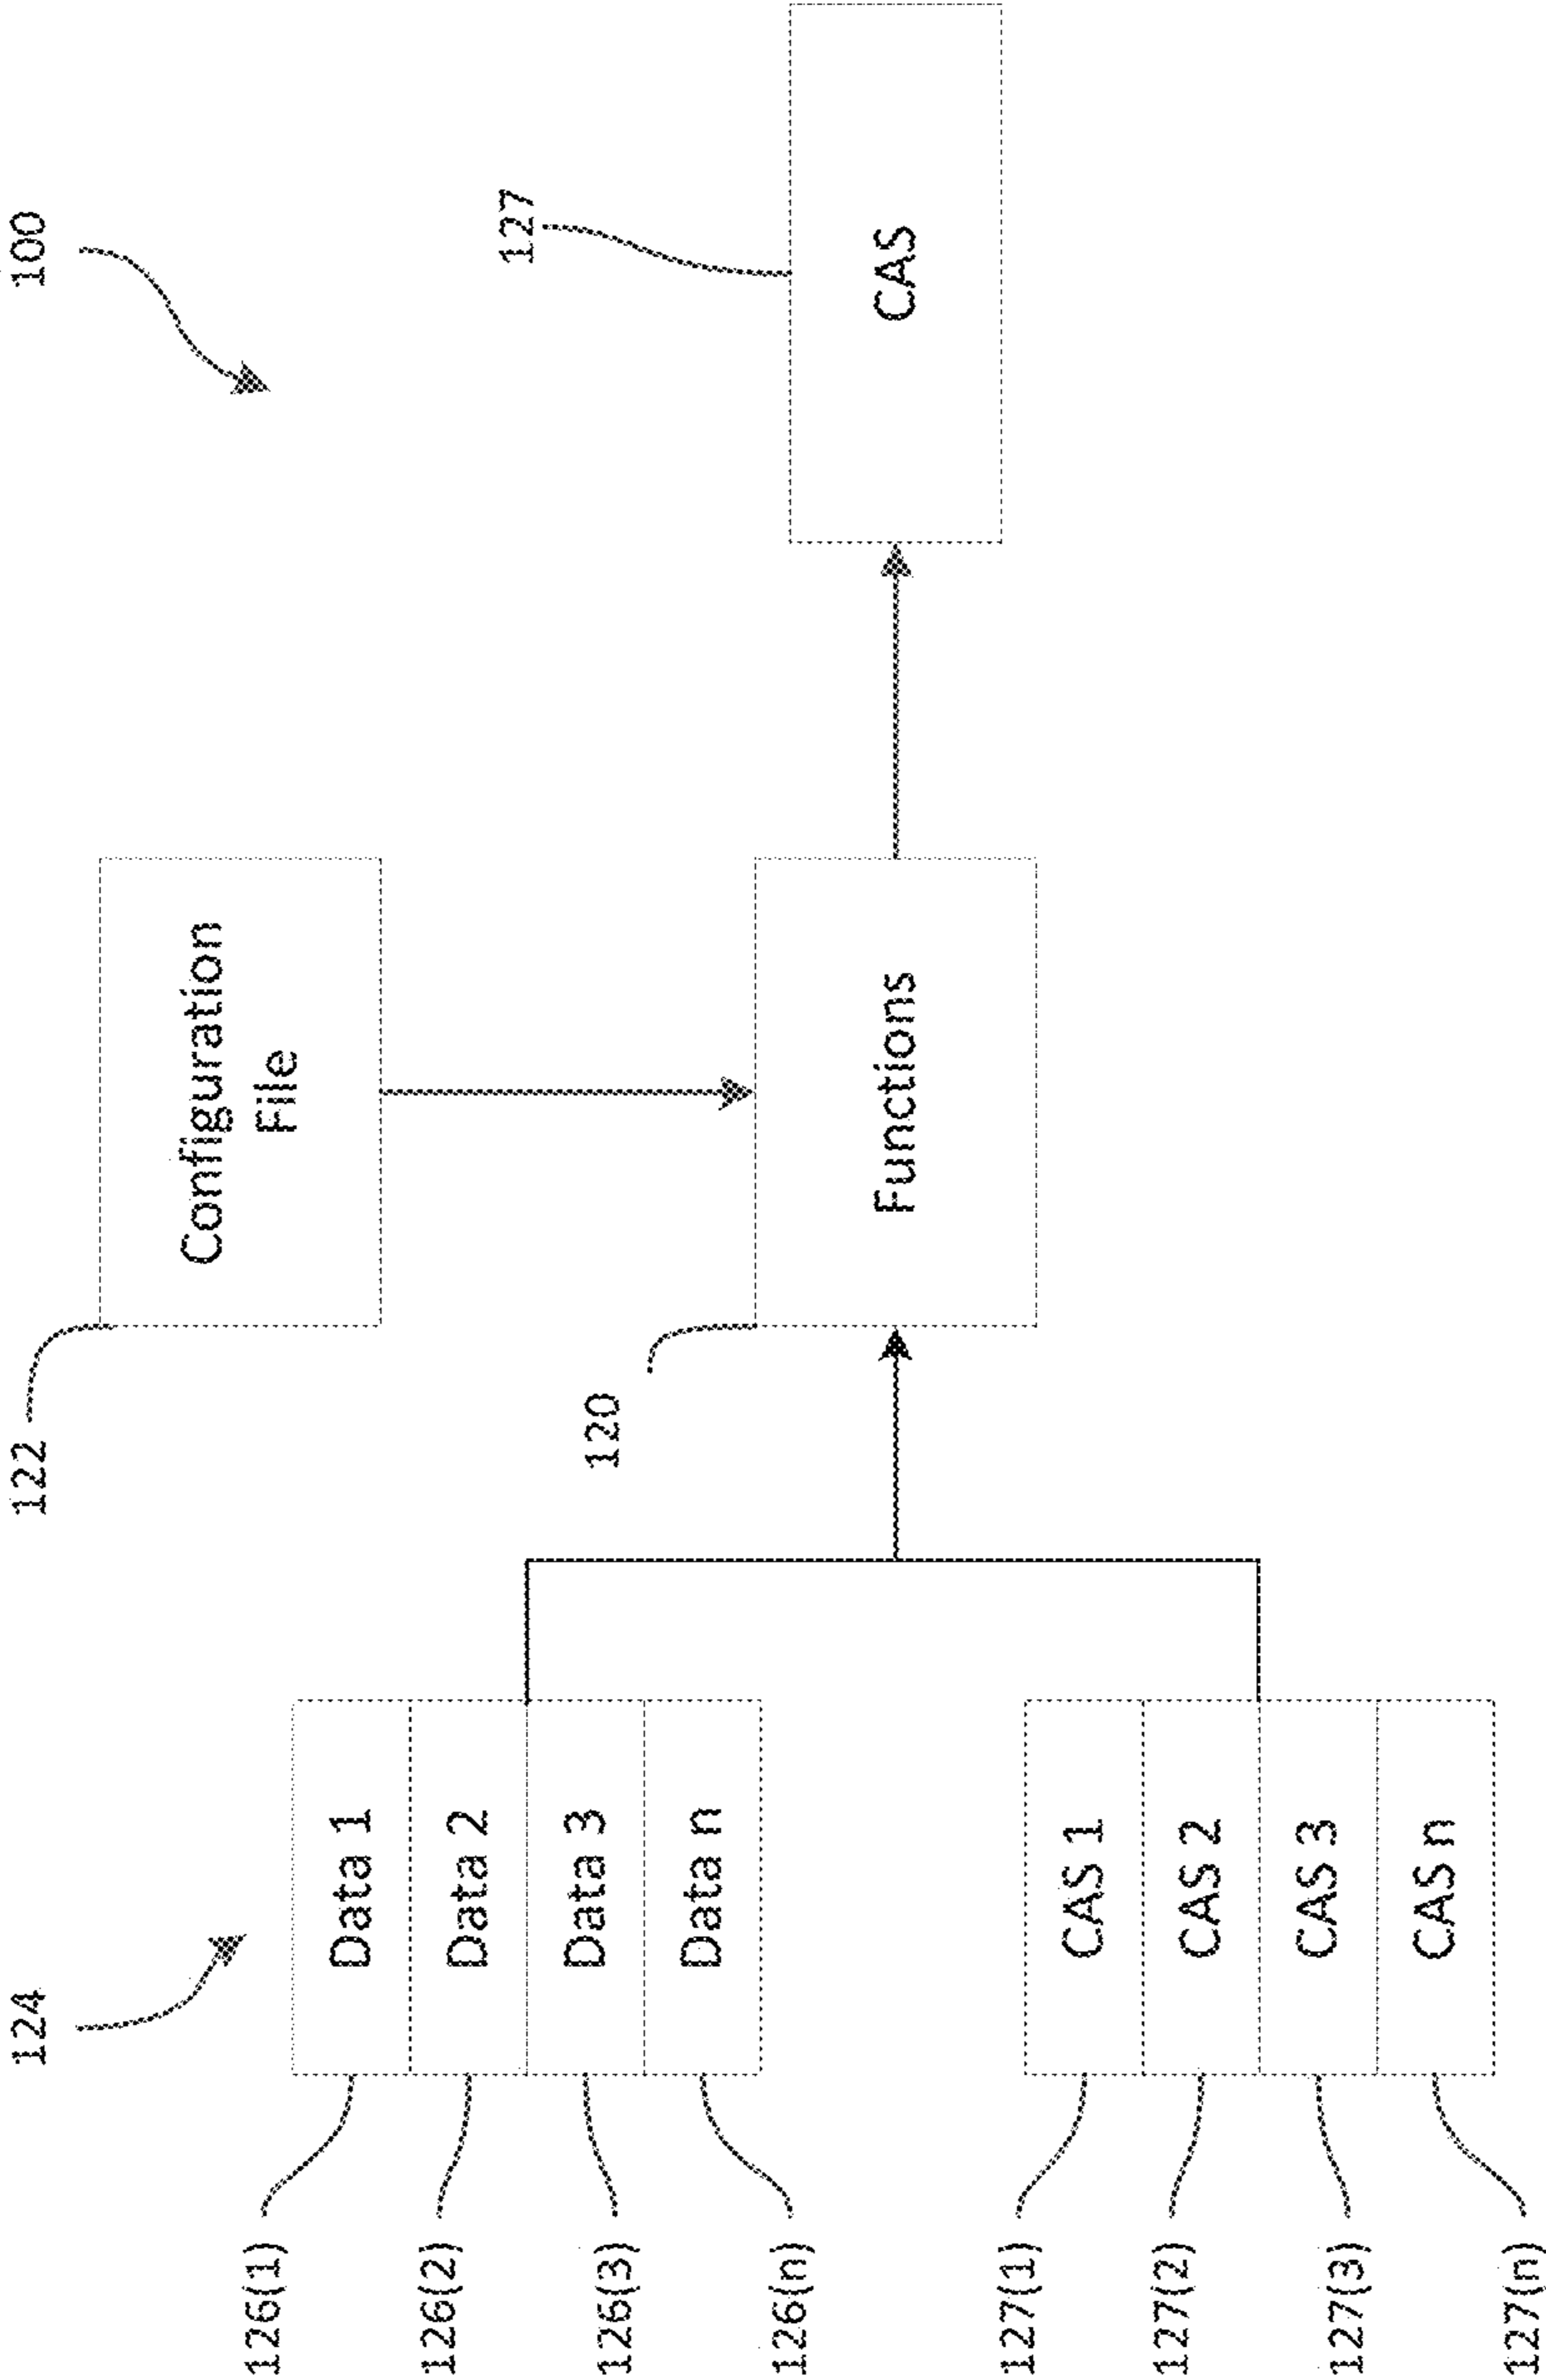 100
122
Configuration
File
124
126(1)
Data 1
126(2)
Data 2
126(3)
Data 3
126(n)
Data n
120
Functions
127
CAS
127(1)
CAS 1
127(2)
CAS 2
127(3)
CAS 3
127(n)
CAS n